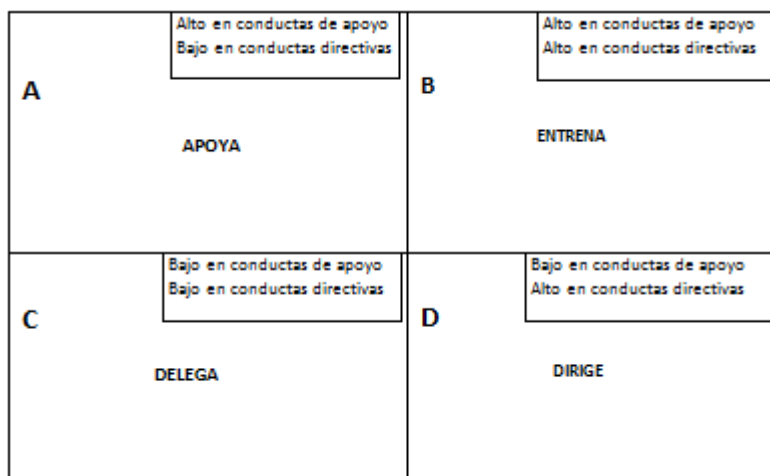 Alto en conductas de apoyo
Bajo en conductas directivas
A
APOYA
Alto en conductas de apoyo
Alto en conductas directivas
B
ENTRENA
Bajo en conductas de apoyo
Bajo en conductas directivas
C
DELEGA
Bajo en conductas de apoyo
Alto en conductas directivas
D
DIRIGE